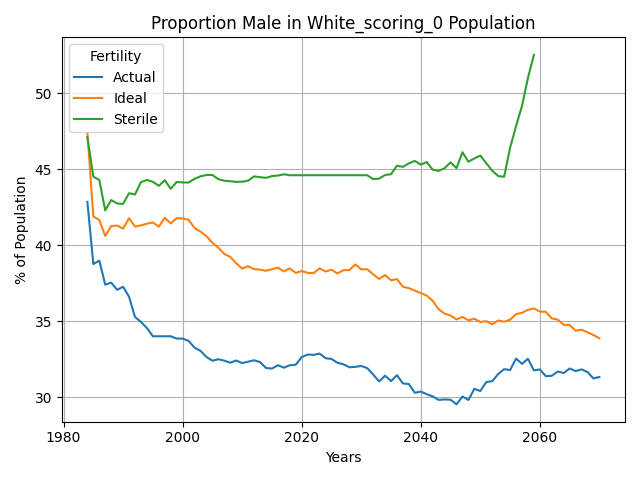 Proportion Male in White_scoring_0 Population
Fertility
Actual
Ideal
Sterile
% of Population
50
45
40
35
30
1980
2000
2020
2040
2060
Years